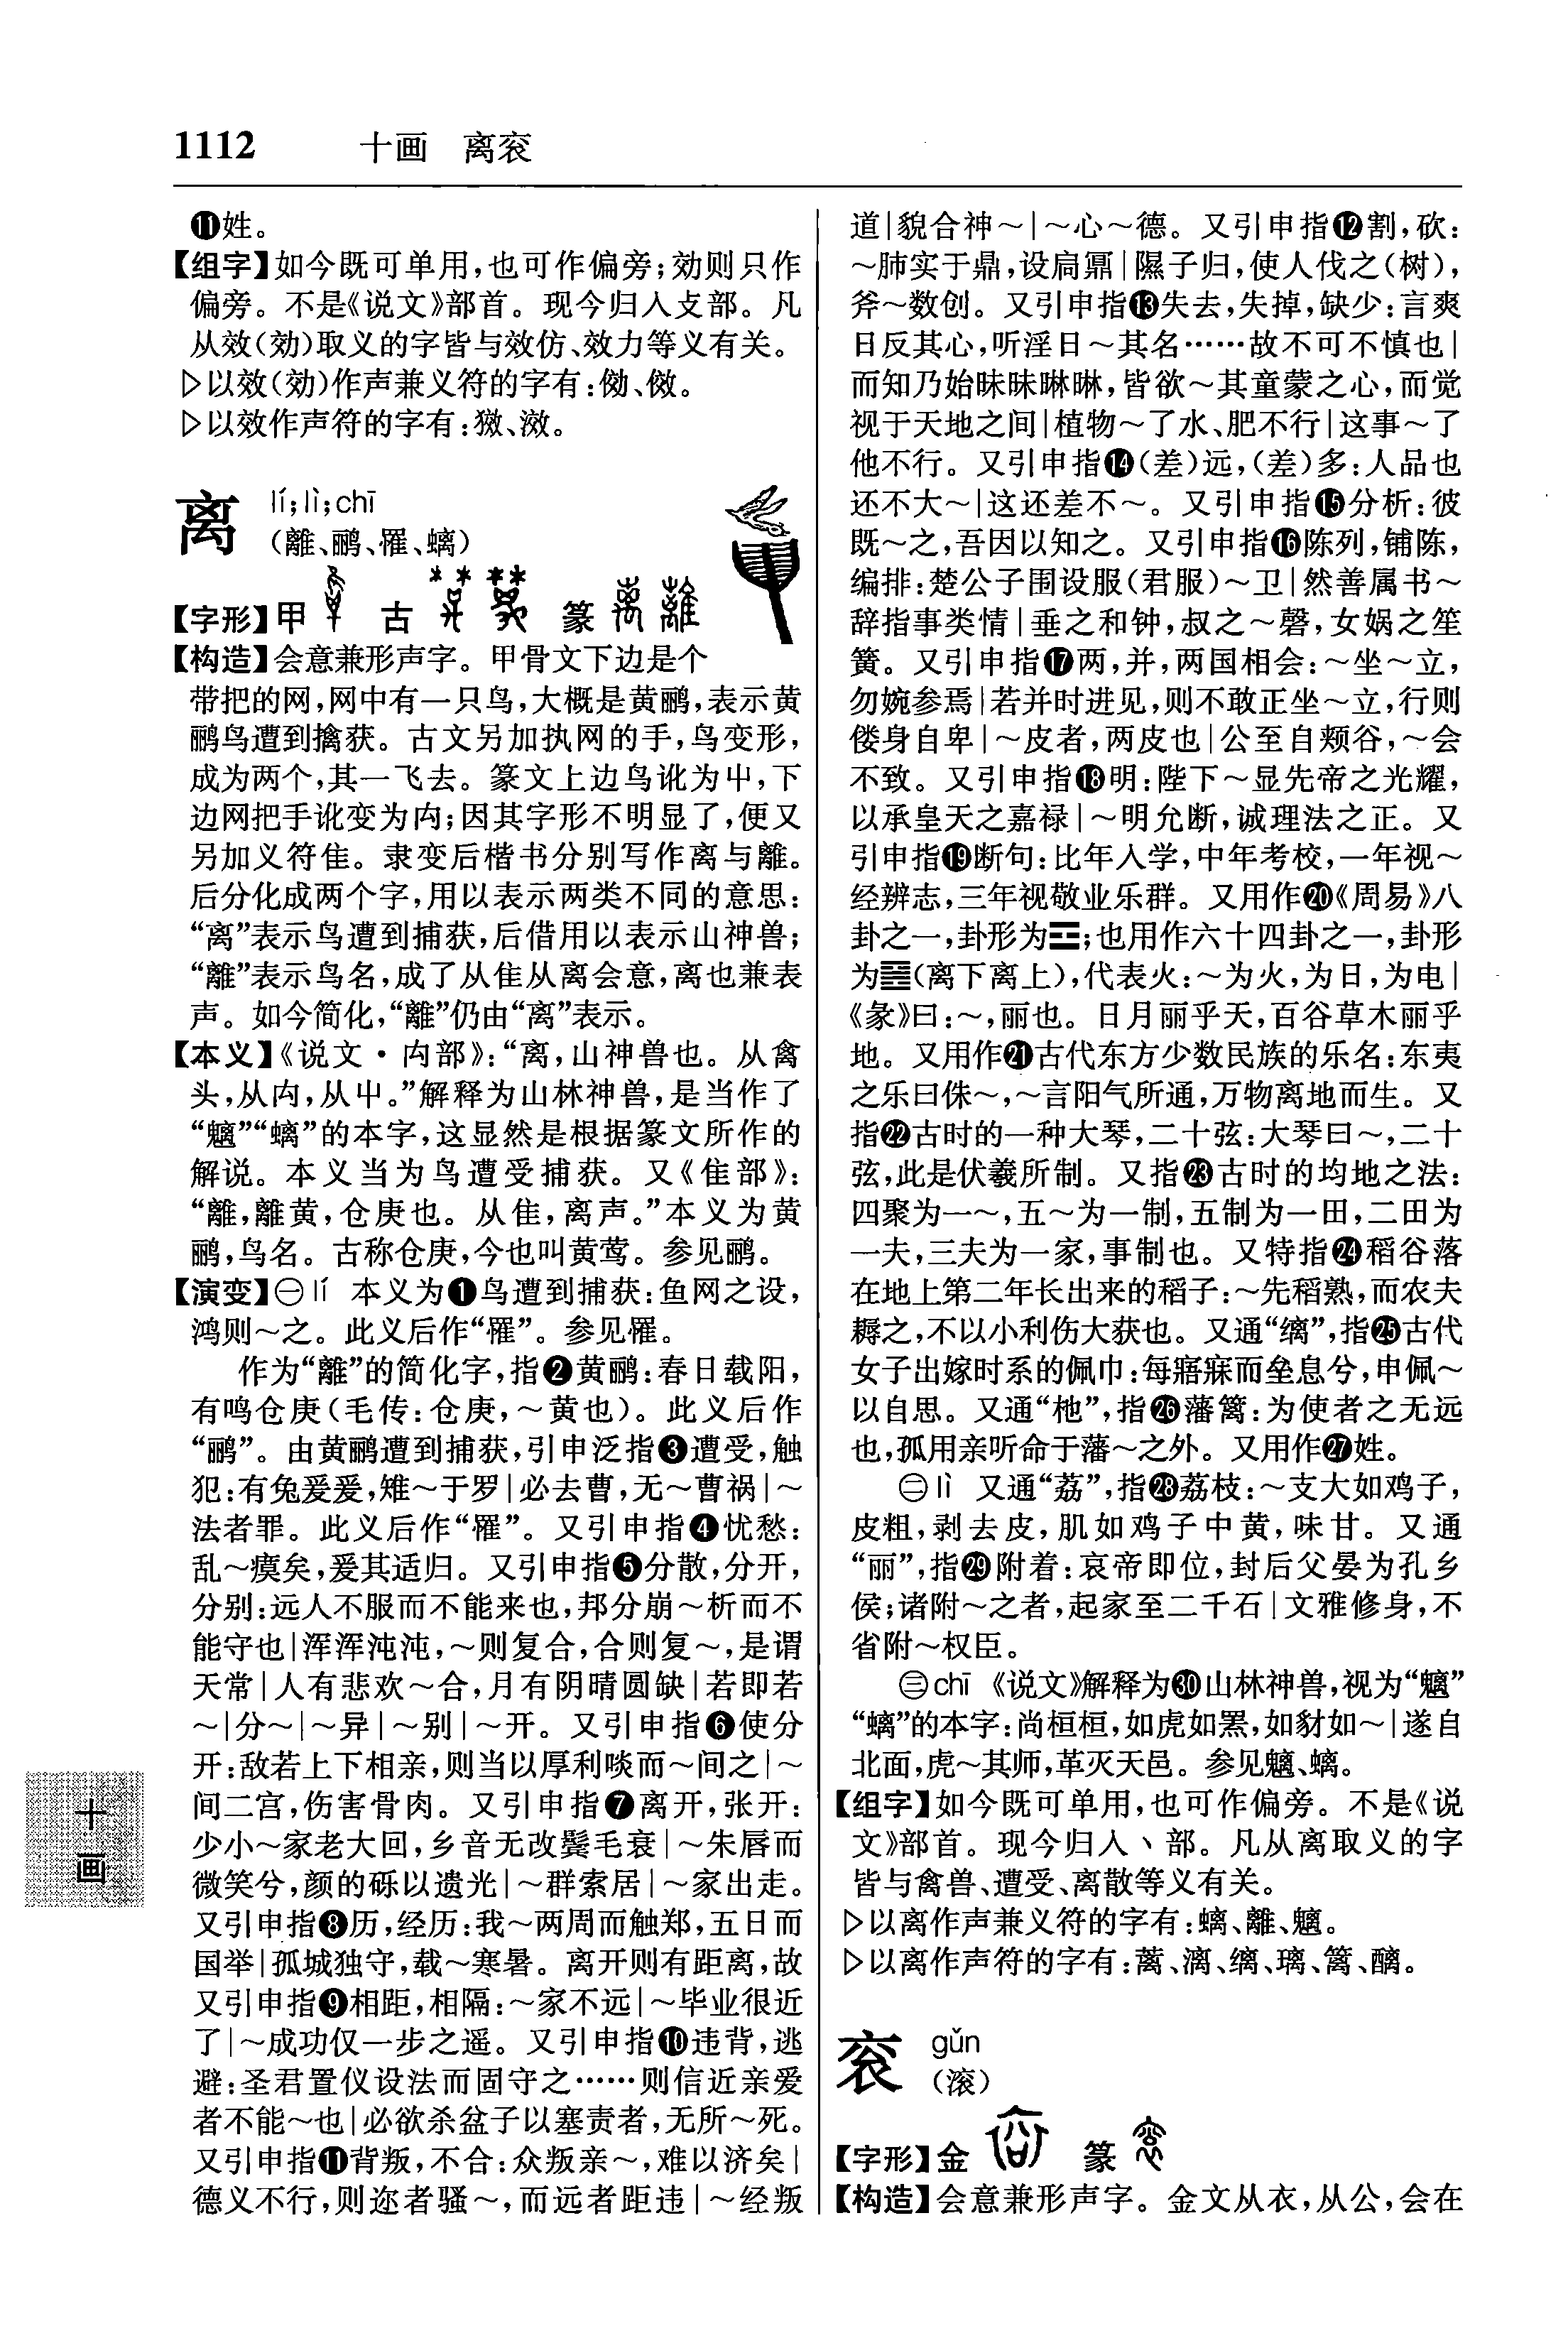 1112 十画 离衮
⓫姓。
【组字】如今既可单用,也可作偏旁;効则只作
偏旁。不是《说文》部首。现今归入攴部。凡
从效(効)取义的字皆与效仿、效力等义有关。
▷以效(効)作声兼义符的字有:傚。
▷以效作声符的字有:
离 lí;lì;chī
(離、鹂、罹、螭)
【字形】甲 古 篆
【构造】会意兼形声字。甲骨文下边是个
带把的网,网中有一只鸟,大概是黄鹂,表示黄
鹂鸟遭到擒获。古文另加执网的手,鸟变形,
成为两个,其一飞去。篆文上边鸟讹为屮,下
边网把手讹变为禸;因其字形不明显了,便又
另加义符隹。隶变后楷书分别写作离与離。
后分化成两个字,用以表示两类不同的意思:
“离”表示鸟遭到捕获,后借用以表示山神兽;
“離”表示鸟名,成了从隹从离会意,离也兼表
声。如今简化,“離”仍由“离”表示。
【本义】《说文·禸部》:“离,山神兽也。从禽
头,从禸,从屮。”解释为山林神兽,是当作了
“魑”“螭”的本字,这显然是根据篆文所作的
解说。本义当为鸟遭受捕获。又《隹部》:
“離,離黄,仓庚也。从隹,离声。”本义为黄
鹂,鸟名。古称仓庚,今也叫黄莺。参见鹂。
【演变】㊀lí 本义为❶鸟遭到捕获:鱼网之设,
鸿则～之。此义后作“罹”。参见罹。
作为“離”的简化字,指❷黄鹂:春日载阳,
有鸣仓庚(毛传:仓庚,～黄也)。此义后作
“鹂”。由黄鹂遭到捕获,引申泛指❸遭受,触
犯:有兔爰爰,雉～于罗|必去曹,无～曹祸|～
法者罪。此义后作“罹”。又引申指❹忧愁:
乱～瘼矣,爰其适归。又引申指❺分散,分开,
分别:远人不服而不能来也,邦分崩～析而不
能守也|浑浑沌沌,～则复合,合则复～,是谓
天常|人有悲欢～合,月有阴晴圆缺|若即若
～|分～|～异|～别|～开。又引申指❻使分
开:敌若上下相亲,则当以厚利啖而～间之|～
间二宫,伤害骨肉。又引申指❼离开,张开:
少小～家老大回,乡音无改鬓毛衰|～朱唇而
微笑兮,颜的砾以遗光|～群索居|～家出走。
又引申指❽历,经历:我～两周而触郑,五日而
国举|孤城独守,载～寒暑。离开则有距离,故
又引申指❾相距,相隔:～家不远|～毕业很近
了|～成功仅一步之遥。又引申指❿违背,逃
避:圣君置仪设法而固守之……则信近亲爱
者不能～也|必欲杀盆子以塞责者,无所～死。
又引申指⓫背叛,不合:众叛亲～,难以济矣|
德义不行,则迩者骚～,而远者距违|～经叛
道|貌合神～|～心～德。又引申指⓬割,砍:
～肺实于鼎,设扃鼏|隰子归,使人伐之(树),
斧～数创。又引申指⓭失去,失掉,缺少:言爽
日反其心,听淫日～其名……故不可不慎也|
而知乃始昧昧晽晽,皆欲～其童蒙之心,而觉
视于天地之间|植物～了水、肥不行|这事～了
他不行。又引申指⓮(差)远,(差)多:人品也
还不大～|这还差不～。又引申指⓯分析:彼
既～之,吾因以知之。又引申指⓰陈列,铺陈,
编排:楚公子围设服(君服)～卫|然善属书～
辞指事类情|垂之和钟,叔之～磬,女娲之笙
簧。又引申指⓱两,并,两国相会:～坐～立,
勿婉参焉|若并时进见,则不敢正坐～立,行则
偻身自卑|～皮者,两皮也|公至自颊谷,～会
不致。又引申指⓲明:陛下～显先帝之光耀,
以承皇天之嘉禄|～明允断,诚理法之正。又
引申指⓳断句:比年入学,中年考校,一年视～
经辨志,三年视敬业乐群。又用作⓴《周易》八
卦之一,卦形为☲;也用作六十四卦之一,卦形
为䷝(离下离上),代表火:～为火,为日,为电|
《彖》曰:～,丽也。日月丽乎天,百谷草木丽乎
地。又用作㉑古代东方少数民族的乐名:东夷
之乐曰侏～,～言阳气所通,万物离地而生。又
指㉒古时的一种大琴,二十弦:大琴曰～,二十
弦,此是伏羲所制。又指㉓古时的均地之法:
四聚为一～,五～为一制,五制为一田,二田为
一夫,三夫为一家,事制也。又特指㉔稻谷落
在地上第二年长出来的稻子:～先稻熟,而农夫
耨之,不以小利伤大获也。又通“缡”,指㉕古代
女子出嫁时系的佩巾:每寤寐而垒息兮,申佩～
以自思。又通“杝”,指㉖藩篱:为使者之无远
也,孤用亲听命于藩～之外。又用作㉗姓。
㊁lì 又通“荔”,指㉘荔枝:～支大如鸡子,
皮粗,剥去皮,肌如鸡子中黄,味甘。又通
“丽”,指㉙附着:哀帝即位,封后父晏为孔乡
侯;诸附～之者,起家至二千石|文雅修身,不
省附～权臣。
㊂chī 《说文》解释为㉚山林神兽,视为“魑”
“螭”的本字:尚桓桓,如虎如罴,如豺如～|遂自
北面,虎～其师,革灭天邑。参见魑、螭。
【组字】如今既可单用,也可作偏旁。不是《说
文》部首。现今归入丶部。凡从离取义的字
皆与禽兽、遭受、离散等义有关。
▷以离作声兼义符的字有:螭、離、魑。
▷以离作声符的字有:蓠、漓、缡、璃、篱、醨。
衮 gǔn
(滚)
【字形】金 篆
【构造】会意兼形声字。金文从衣,从公,会在
十画